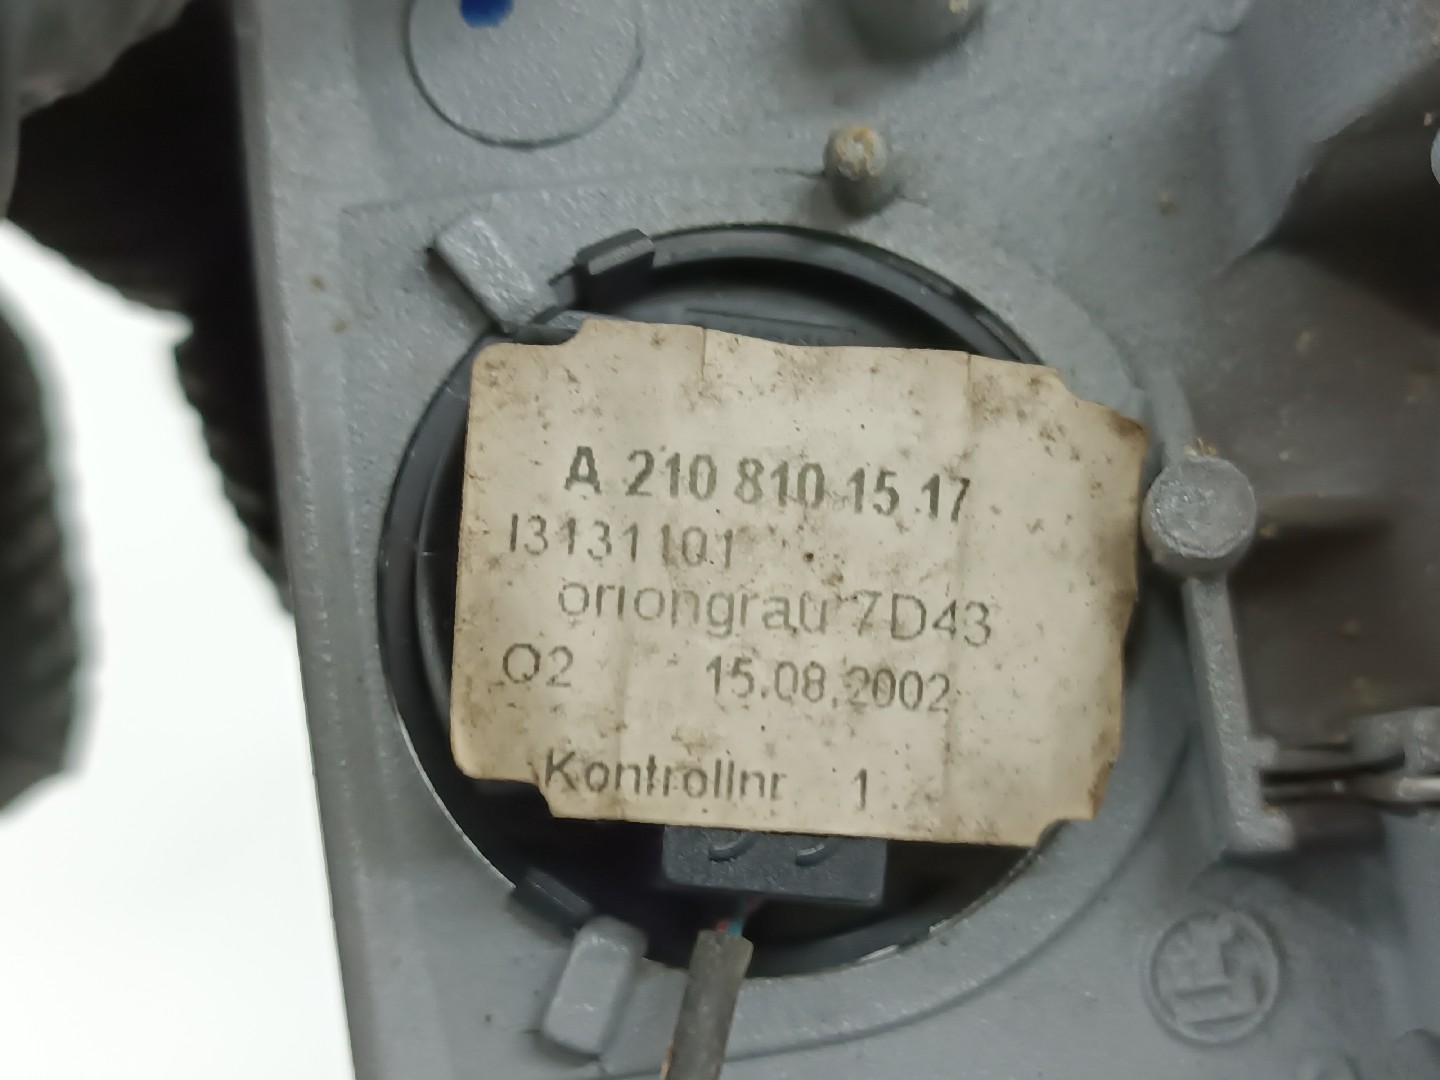 A 210 810 15 17
I3131101
oriongrau 7D43
Q2 15.08.2002
Kontrollnr 1